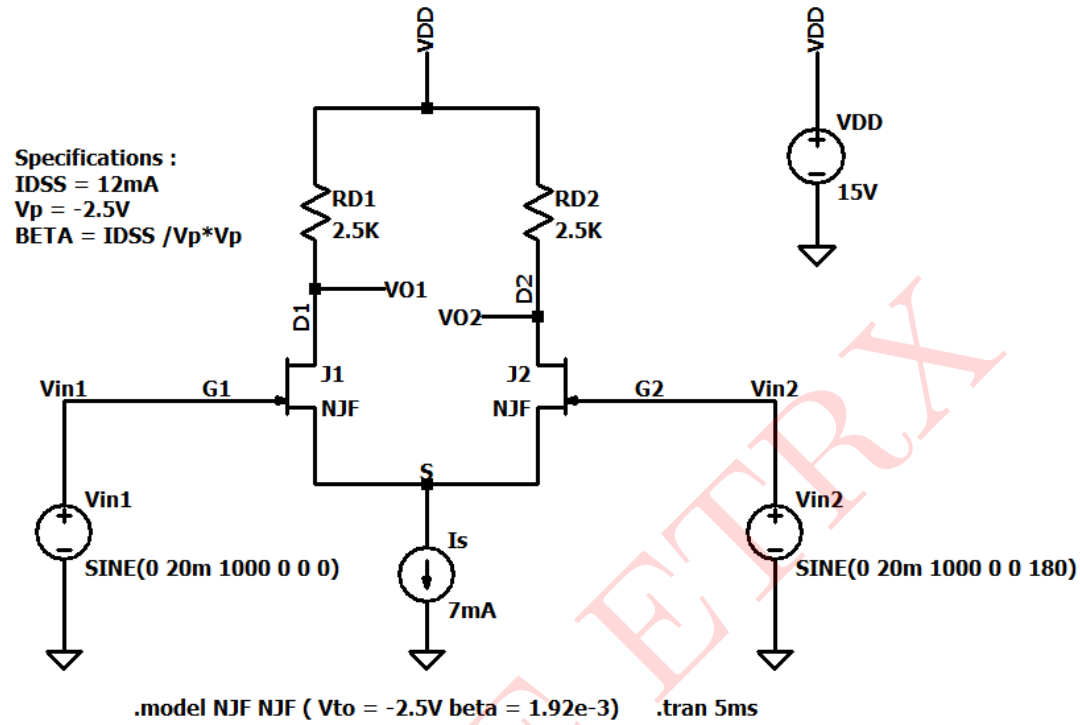 VDD
VDD
Specifications :
IDSS = 12mA
Vp = -2.5V
BETA = IDSS /Vp*Vp
RD1
2.5K
RD2
2.5K
VDD
15V
D1
VO1
D2
VO2
J1
NJF
J2
NJF
Vin1
G1
G2
Vin2
S
Vin1
SINE(0 20m 1000 0 0 0)
Is
7mA
Vin2
SINE(0 20m 1000 0 0 180)
.model NJF NJF ( Vto = -2.5V beta = 1.92e-3)
.tran 5ms
ETRX